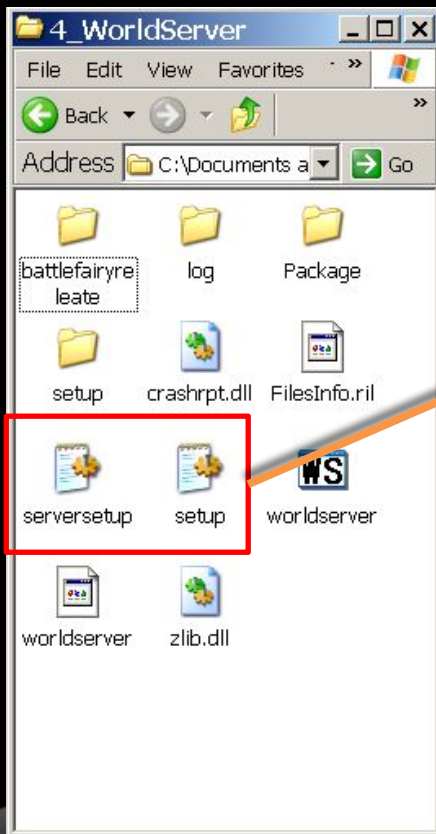 4_WorldServer
File Edit View Favorites »
Back »
Address C:\Documents a Go
battlefairyre
leate
log
Package
setup
crashrpt.dll
FilesInfo.ril
serversetup
setup
WS
worldserver
worldserver
zlib.dll